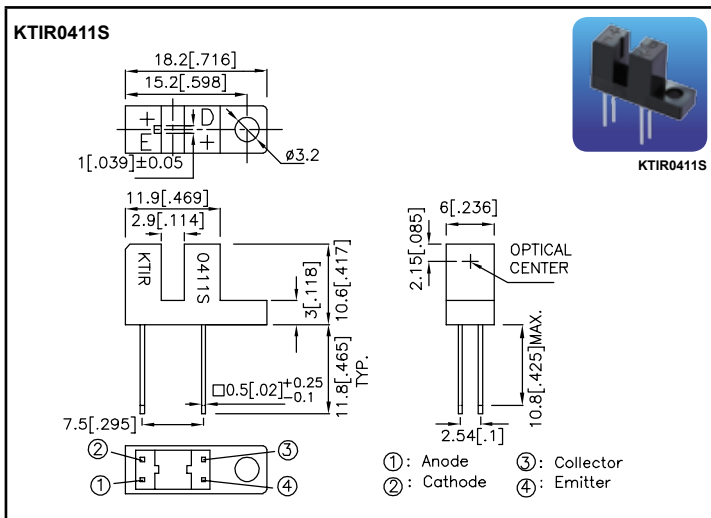 KTIR0411S
18.2[.716]
15.2[.598]
+ D
E +
ø3.2
1[.039]±0.05
KTIR0411S
11.9[.469]
2.9[.114]
KTIR
0411S
3[.118]
10.6[.417]
6[.236]
2.15[.085]
OPTICAL
CENTER
□0.5[.02]+0.25
-0.1
11.8[.465]
TYP.
10.8[.425]MAX.
7.5[.295]
2.54[.1]
② ③
① ④
①: Anode ③: Collector
②: Cathode ④: Emitter